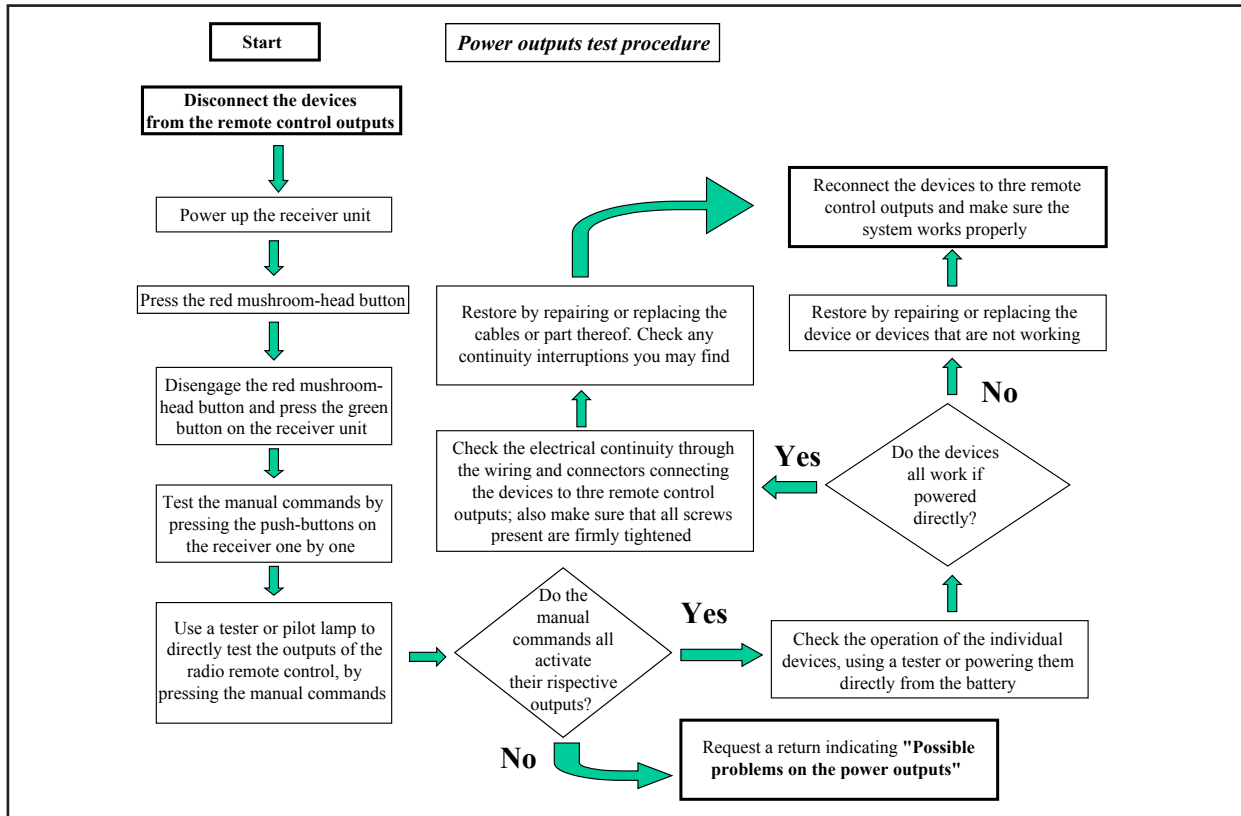 Start
Power outputs test procedure
Disconnect the devices
from the remote control outputs
Power up the receiver unit
Press the red mushroom-head button
Disengage the red mushroom-
head button and press the green
button on the receiver unit
Test the manual commands by
pressing the push-buttons on
the receiver one by one
Use a tester or pilot lamp to
directly test the outputs of the
radio remote control, by
pressing the manual commands
Do the
manual
commands all
activate
their rispective
outputs?
Yes
No
Request a return indicating "Possible
problems on the power outputs"
Check the operation of the individual
devices, using a tester or powering them
directly from the battery
Do the devices
all work if
powered
directly?
Yes
No
Check the electrical continuity through
the wiring and connectors connecting
the devices to thre remote control
outputs; also make sure that all screws
present are firmly tightened
Restore by repairing or replacing the
cables or part thereof. Check any
continuity interruptions you may find
Restore by repairing or replacing the
device or devices that are not working
Reconnect the devices to thre remote
control outputs and make sure the
system works properly